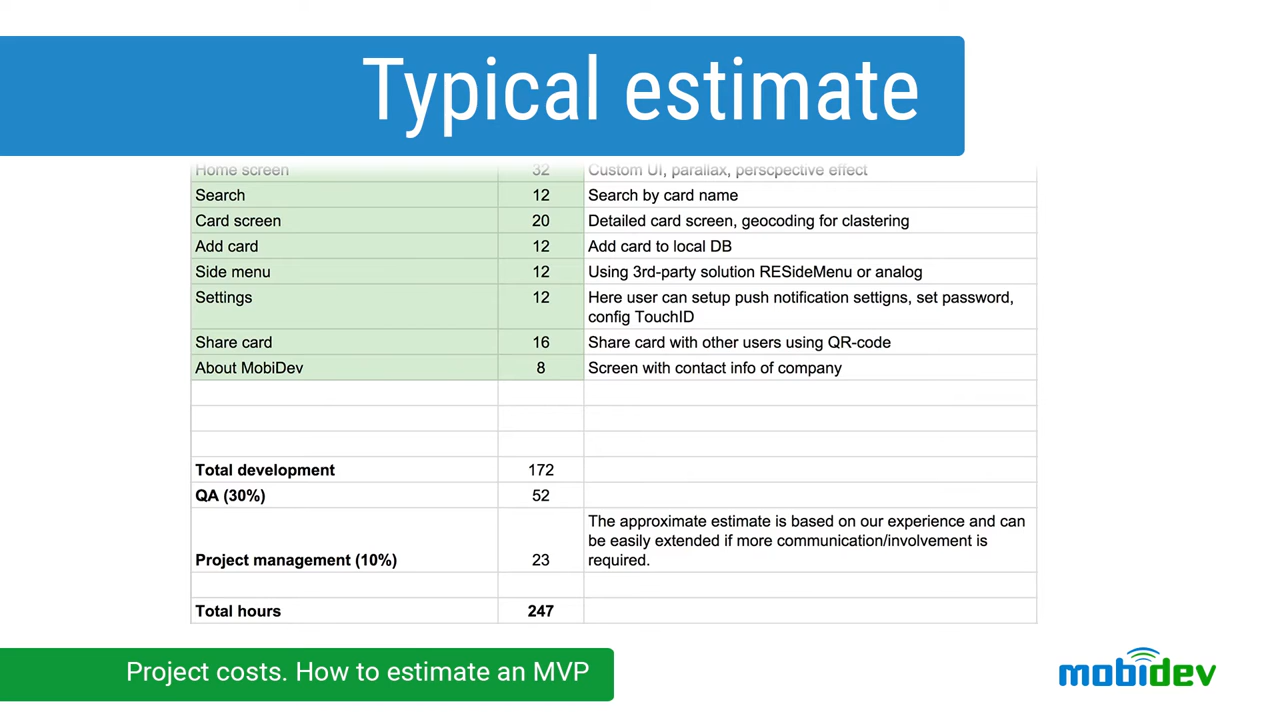 Typical estimate
Home screen 32 Custom UI, parallax, perscpective effect
Search 12 Search by card name
Card screen 20 Detailed card screen, geocoding for clastering
Add card 12 Add card to local DB
Side menu 12 Using 3rd-party solution RESideMenu or analog
Settings 12 Here user can setup push notification settigns, set password,
config TouchID
Share card 16 Share card with other users using QR-code
About MobiDev 8 Screen with contact info of company
Total development 172
QA (30%) 52
The approximate estimate is based on our experience and can
be easily extended if more communication/involvement is
Project management (10%) 23 required.
Total hours 247
Project costs. How to estimate an MVP
mobidev